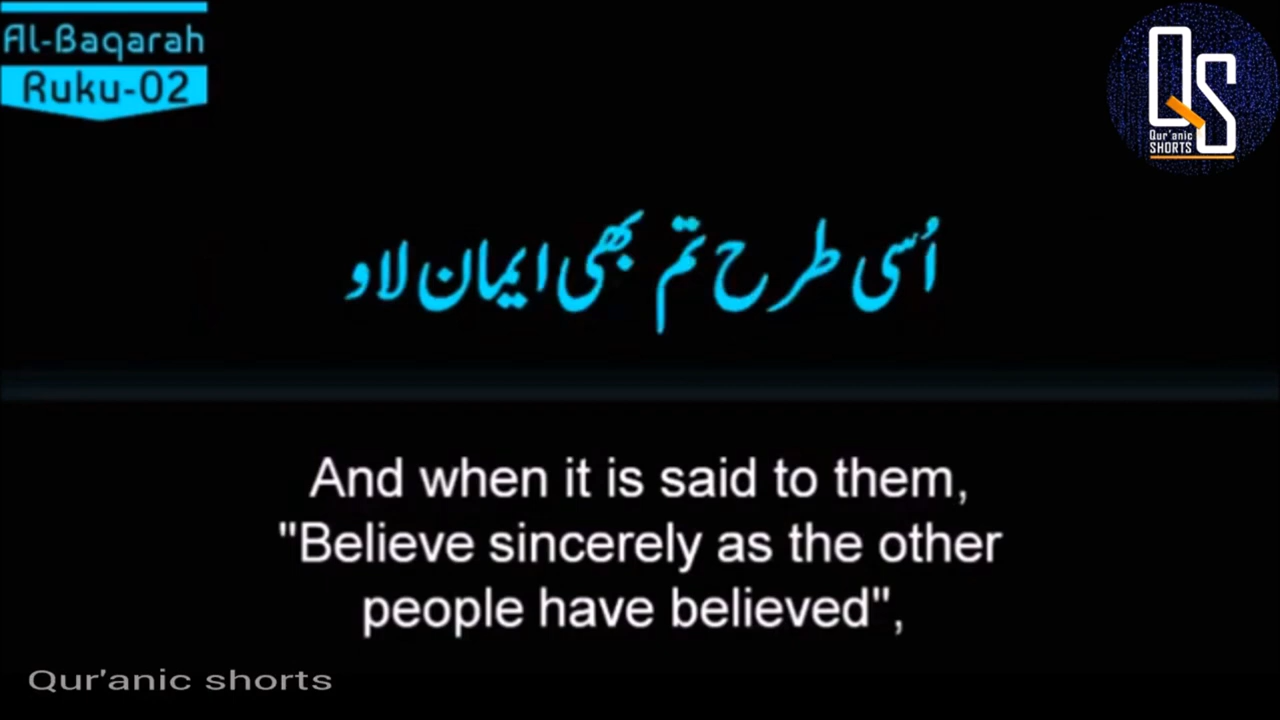 Al-Baqarah
Ruku-02
QS
Qur'anic
SHORTS
اُسی طرح تم بھی ایمان لاو
And when it is said to them,
"Believe sincerely as the other
people have believed",
Qur'anic shorts